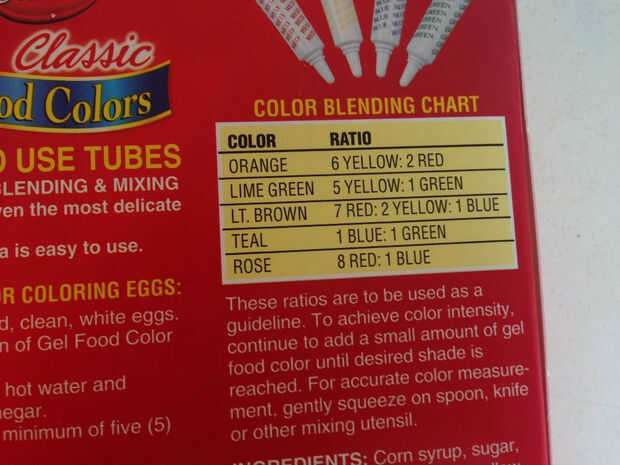 Classic
od Colors
USE TUBES
LENDING & MIXING
ven the most delicate
a is easy to use.
R COLORING EGGS:
d, clean, white eggs.
n of Gel Food Color
hot water and
egar.
minimum of five (5)
COLOR BLENDING CHART
COLOR RATIO
ORANGE 6 YELLOW: 2 RED
LIME GREEN 5 YELLOW: 1 GREEN
LT. BROWN 7 RED: 2 YELLOW: 1 BLUE
TEAL 1 BLUE: 1 GREEN
ROSE 8 RED: 1 BLUE
These ratios are to be used as a
guideline. To achieve color intensity,
continue to add a small amount of gel
food color until desired shade is
reached. For accurate color measure-
ment, gently squeeze on spoon, knife
or other mixing utensil.
INGREDIENTS: Corn syrup, sugar,